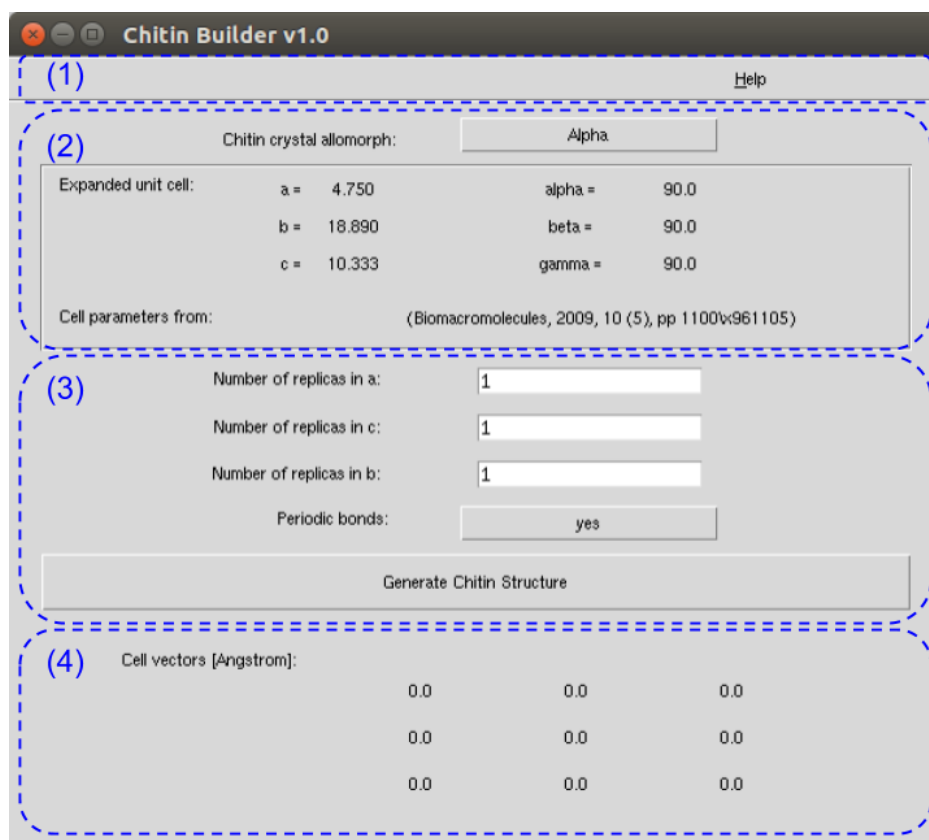 Chitin Builder v1.0
(1) Help
(2) Chitin crystal allomorph: Alpha
Expanded unit cell: a = 4.750 alpha = 90.0
b = 18.890 beta = 90.0
c = 10.333 gamma = 90.0
Cell parameters from: (Biomacromolecules, 2009, 10 (5), pp 1100\x961105)
(3) Number of replicas in a: 1
Number of replicas in c: 1
Number of replicas in b: 1
Periodic bonds: yes
Generate Chitin Structure
(4) Cell vectors [Angstrom]:
0.0 0.0 0.0
0.0 0.0 0.0
0.0 0.0 0.0